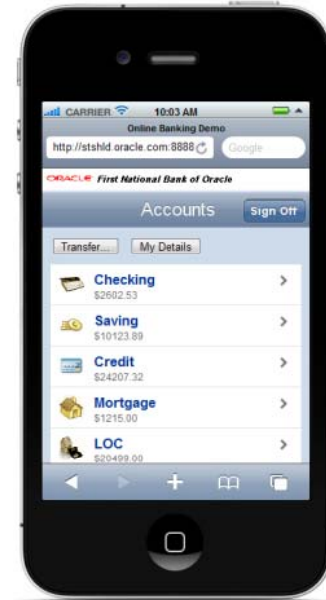 CARRIER 10:03 AM
Online Banking Demo
http://stshld.oracle.com:8888 Google
ORACLE First National Bank of Oracle
Accounts Sign Off
Transfer... My Details
Checking
$2602.53
Saving
$10123.89
Credit
$24207.32
Mortgage
$1215.00
LOC
$20499.00